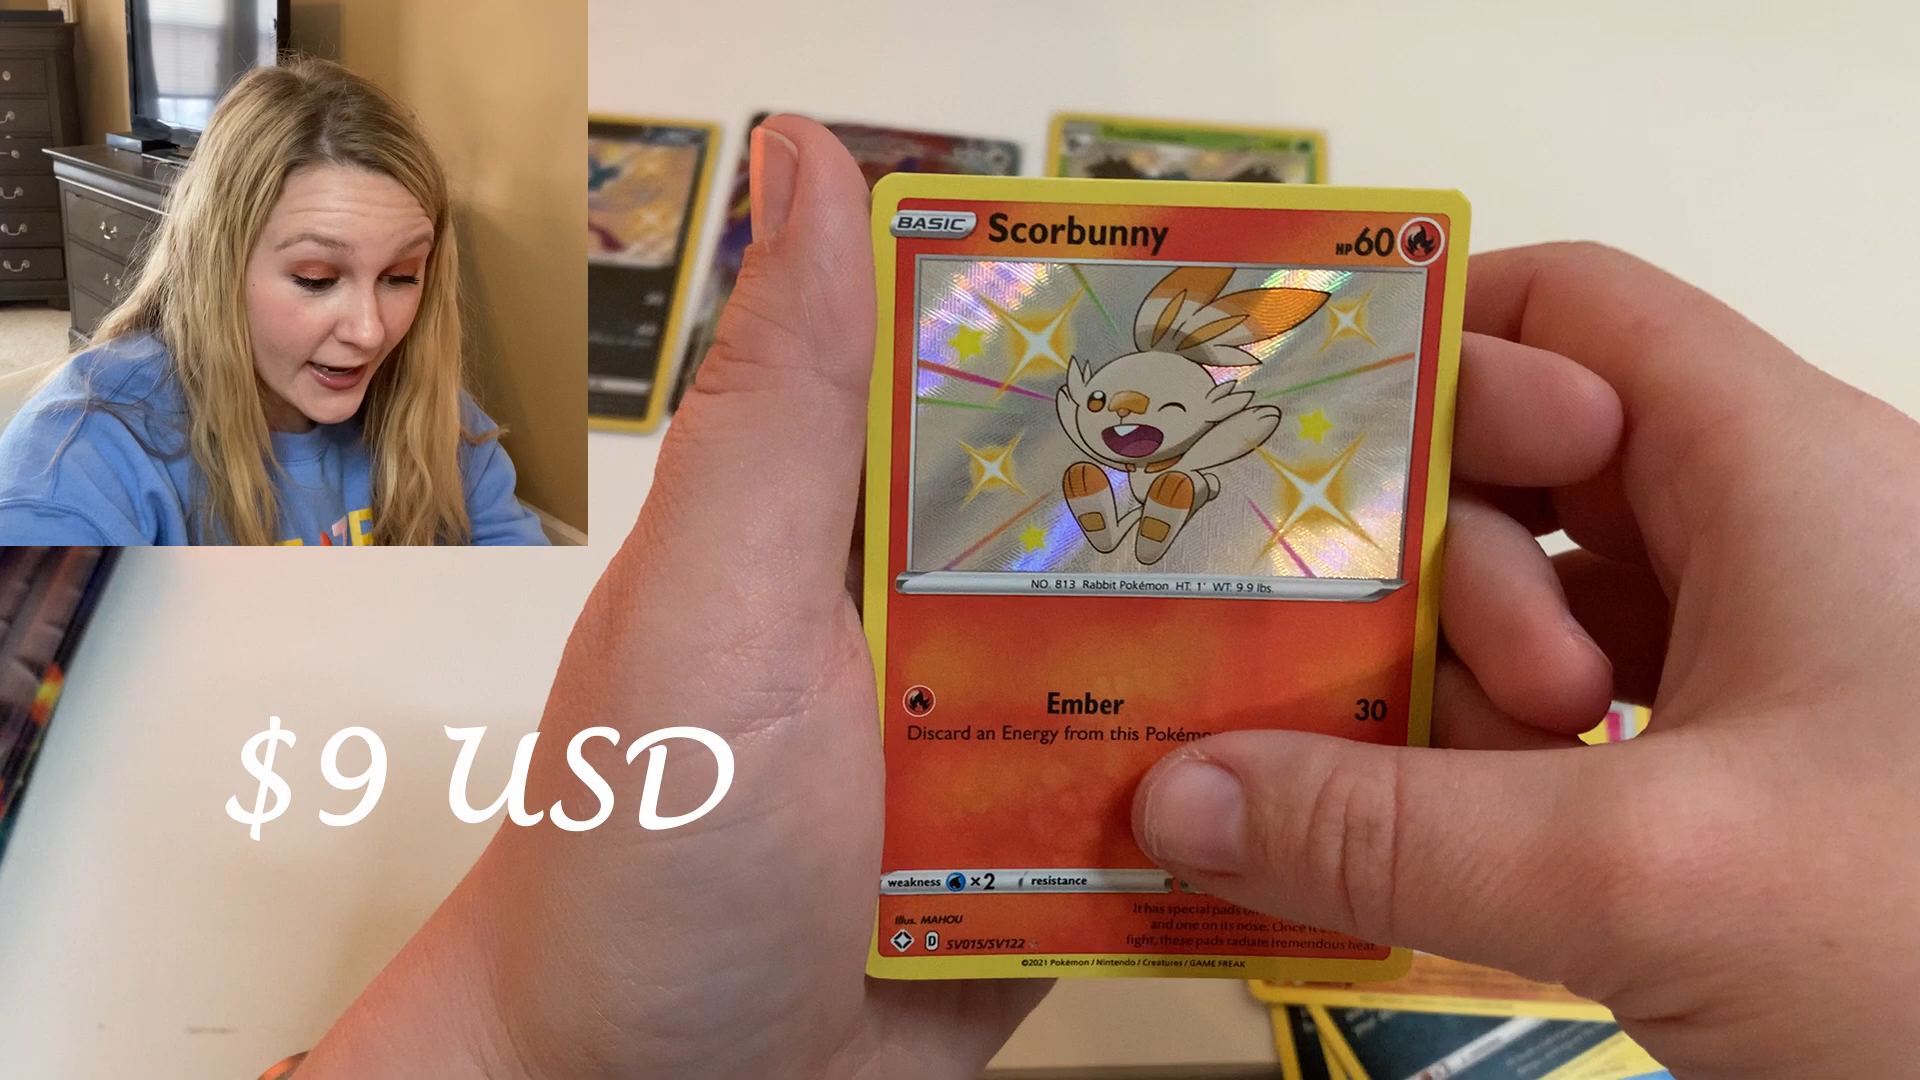 BASIC Scorbunny HP60
NO. 813 Rabbit Pokémon HT: 1' WT: 9.9 lbs.
Ember 30
Discard an Energy from this
$9 USD
weakness ×2 resistance
Illus. MAHOU
It has special pads
and one on its nose. Once
fight, these pads radiate tremendous heat.
D SV015/SV122
©2021 Pokémon / Nintendo / Creatures / GAME FREAK